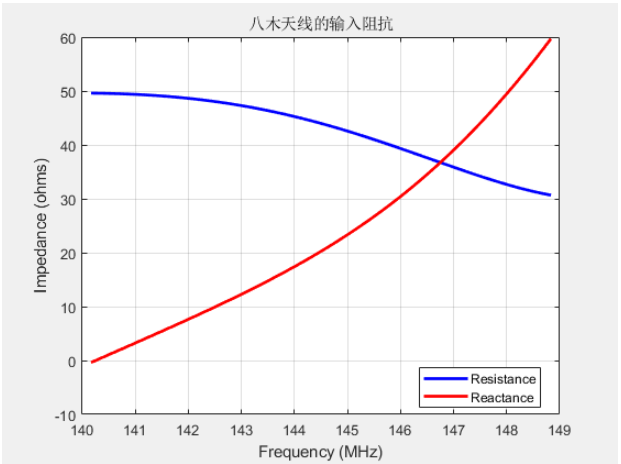 八木天线的输入阻抗
60
50
40
30
20
10
0
-10
Impedance (ohms)
Resistance
Reactance
140 141 142 143 144 145 146 147 148 149
Frequency (MHz)